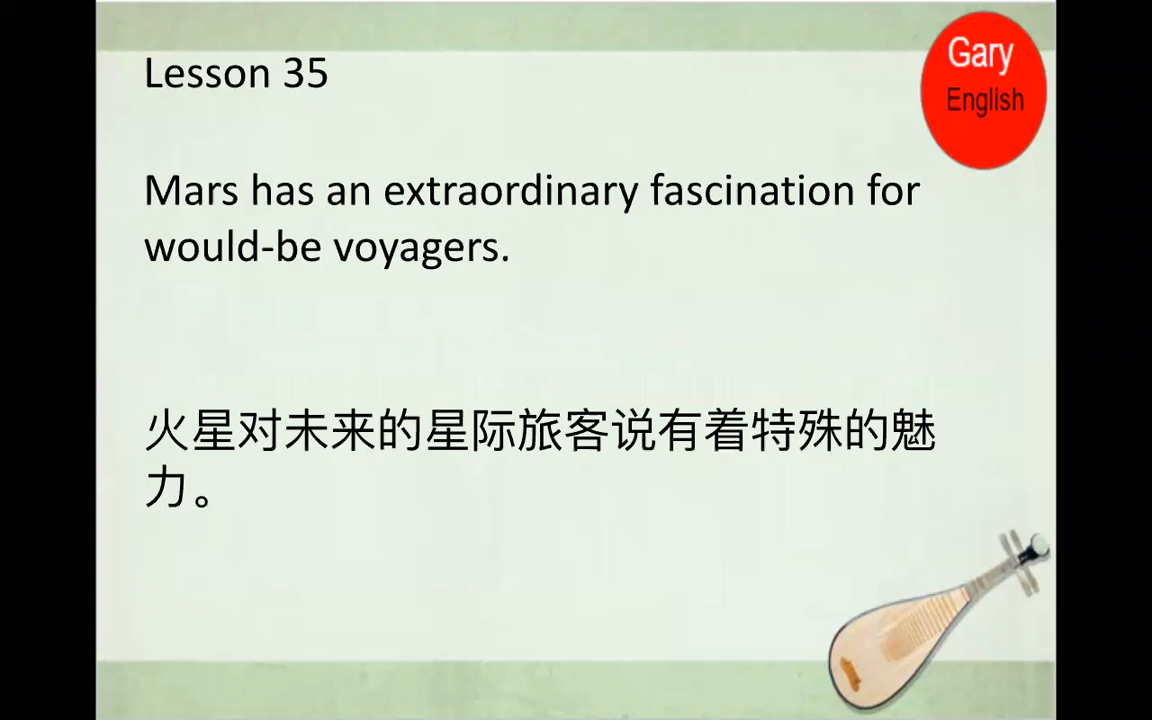 Gary
English
Lesson 35
Mars has an extraordinary fascination for
would-be voyagers.
火星对未来的星际旅客说有着特殊的魅
力。